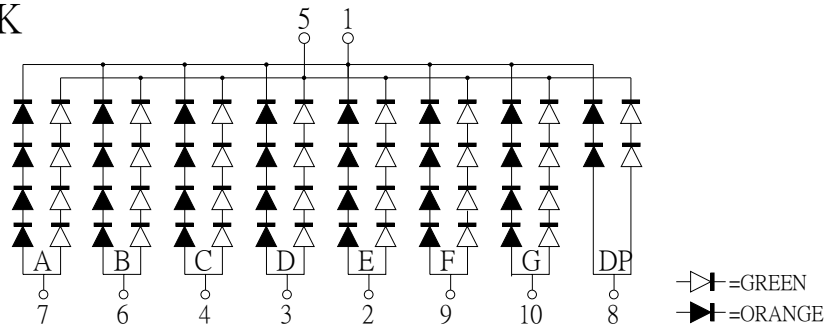 K
5 1
A B C D E F G DP
7 6 4 3 2 9 10 8
=GREEN
=ORANGE